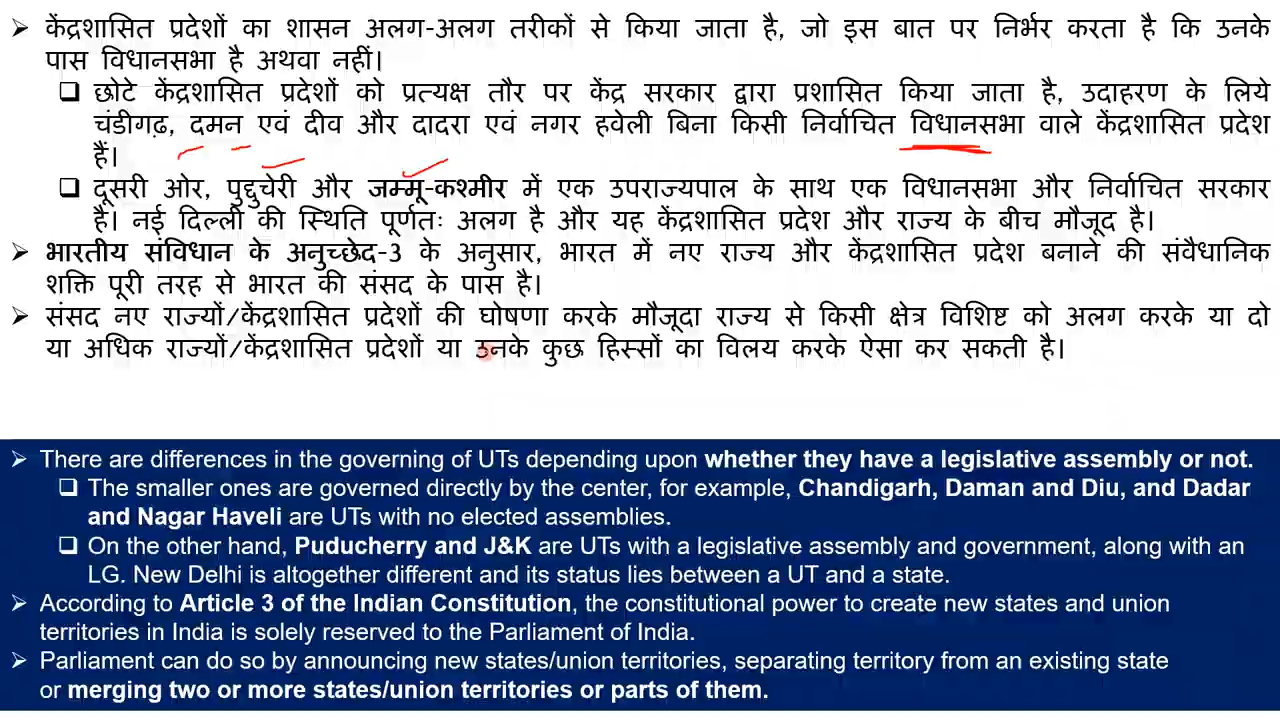 ➢ केंद्रशासित प्रदेशों का शासन अलग-अलग तरीकों से किया जाता है, जो इस बात पर निर्भर करता है कि उनके
पास विधानसभा है अथवा नहीं।
❑ छोटे केंद्रशासित प्रदेशों को प्रत्यक्ष तौर पर केंद्र सरकार द्वारा प्रशासित किया जाता है, उदाहरण के लिये
चंडीगढ़, दमन एवं दीव और दादरा एवं नगर हवेली बिना किसी निर्वाचित विधानसभा वाले केंद्रशासित प्रदेश
हैं।
❑ दूसरी ओर, पुद्दुचेरी और जम्मू-कश्मीर में एक उपराज्यपाल के साथ एक विधानसभा और निर्वाचित सरकार
है। नई दिल्ली की स्थिति पूर्णतः अलग है और यह केंद्रशासित प्रदेश और राज्य के बीच मौजूद है।
➢ भारतीय संविधान के अनुच्छेद-3 के अनुसार, भारत में नए राज्य और केंद्रशासित प्रदेश बनाने की संवैधानिक
शक्ति पूरी तरह से भारत की संसद के पास है।
➢ संसद नए राज्यों/केंद्रशासित प्रदेशों की घोषणा करके मौजूदा राज्य से किसी क्षेत्र विशिष्ट को अलग करके या दो
या अधिक राज्यों/केंद्रशासित प्रदेशों या उनके कुछ हिस्सों का विलय करके ऐसा कर सकती है।
➢ There are differences in the governing of UTs depending upon whether they have a legislative assembly or not.
❑ The smaller ones are governed directly by the center, for example, Chandigarh, Daman and Diu, and Dadar
and Nagar Haveli are UTs with no elected assemblies.
❑ On the other hand, Puducherry and J&K are UTs with a legislative assembly and government, along with an
LG. New Delhi is altogether different and its status lies between a UT and a state.
➢ According to Article 3 of the Indian Constitution, the constitutional power to create new states and union
territories in India is solely reserved to the Parliament of India.
➢ Parliament can do so by announcing new states/union territories, separating territory from an existing state
or merging two or more states/union territories or parts of them.